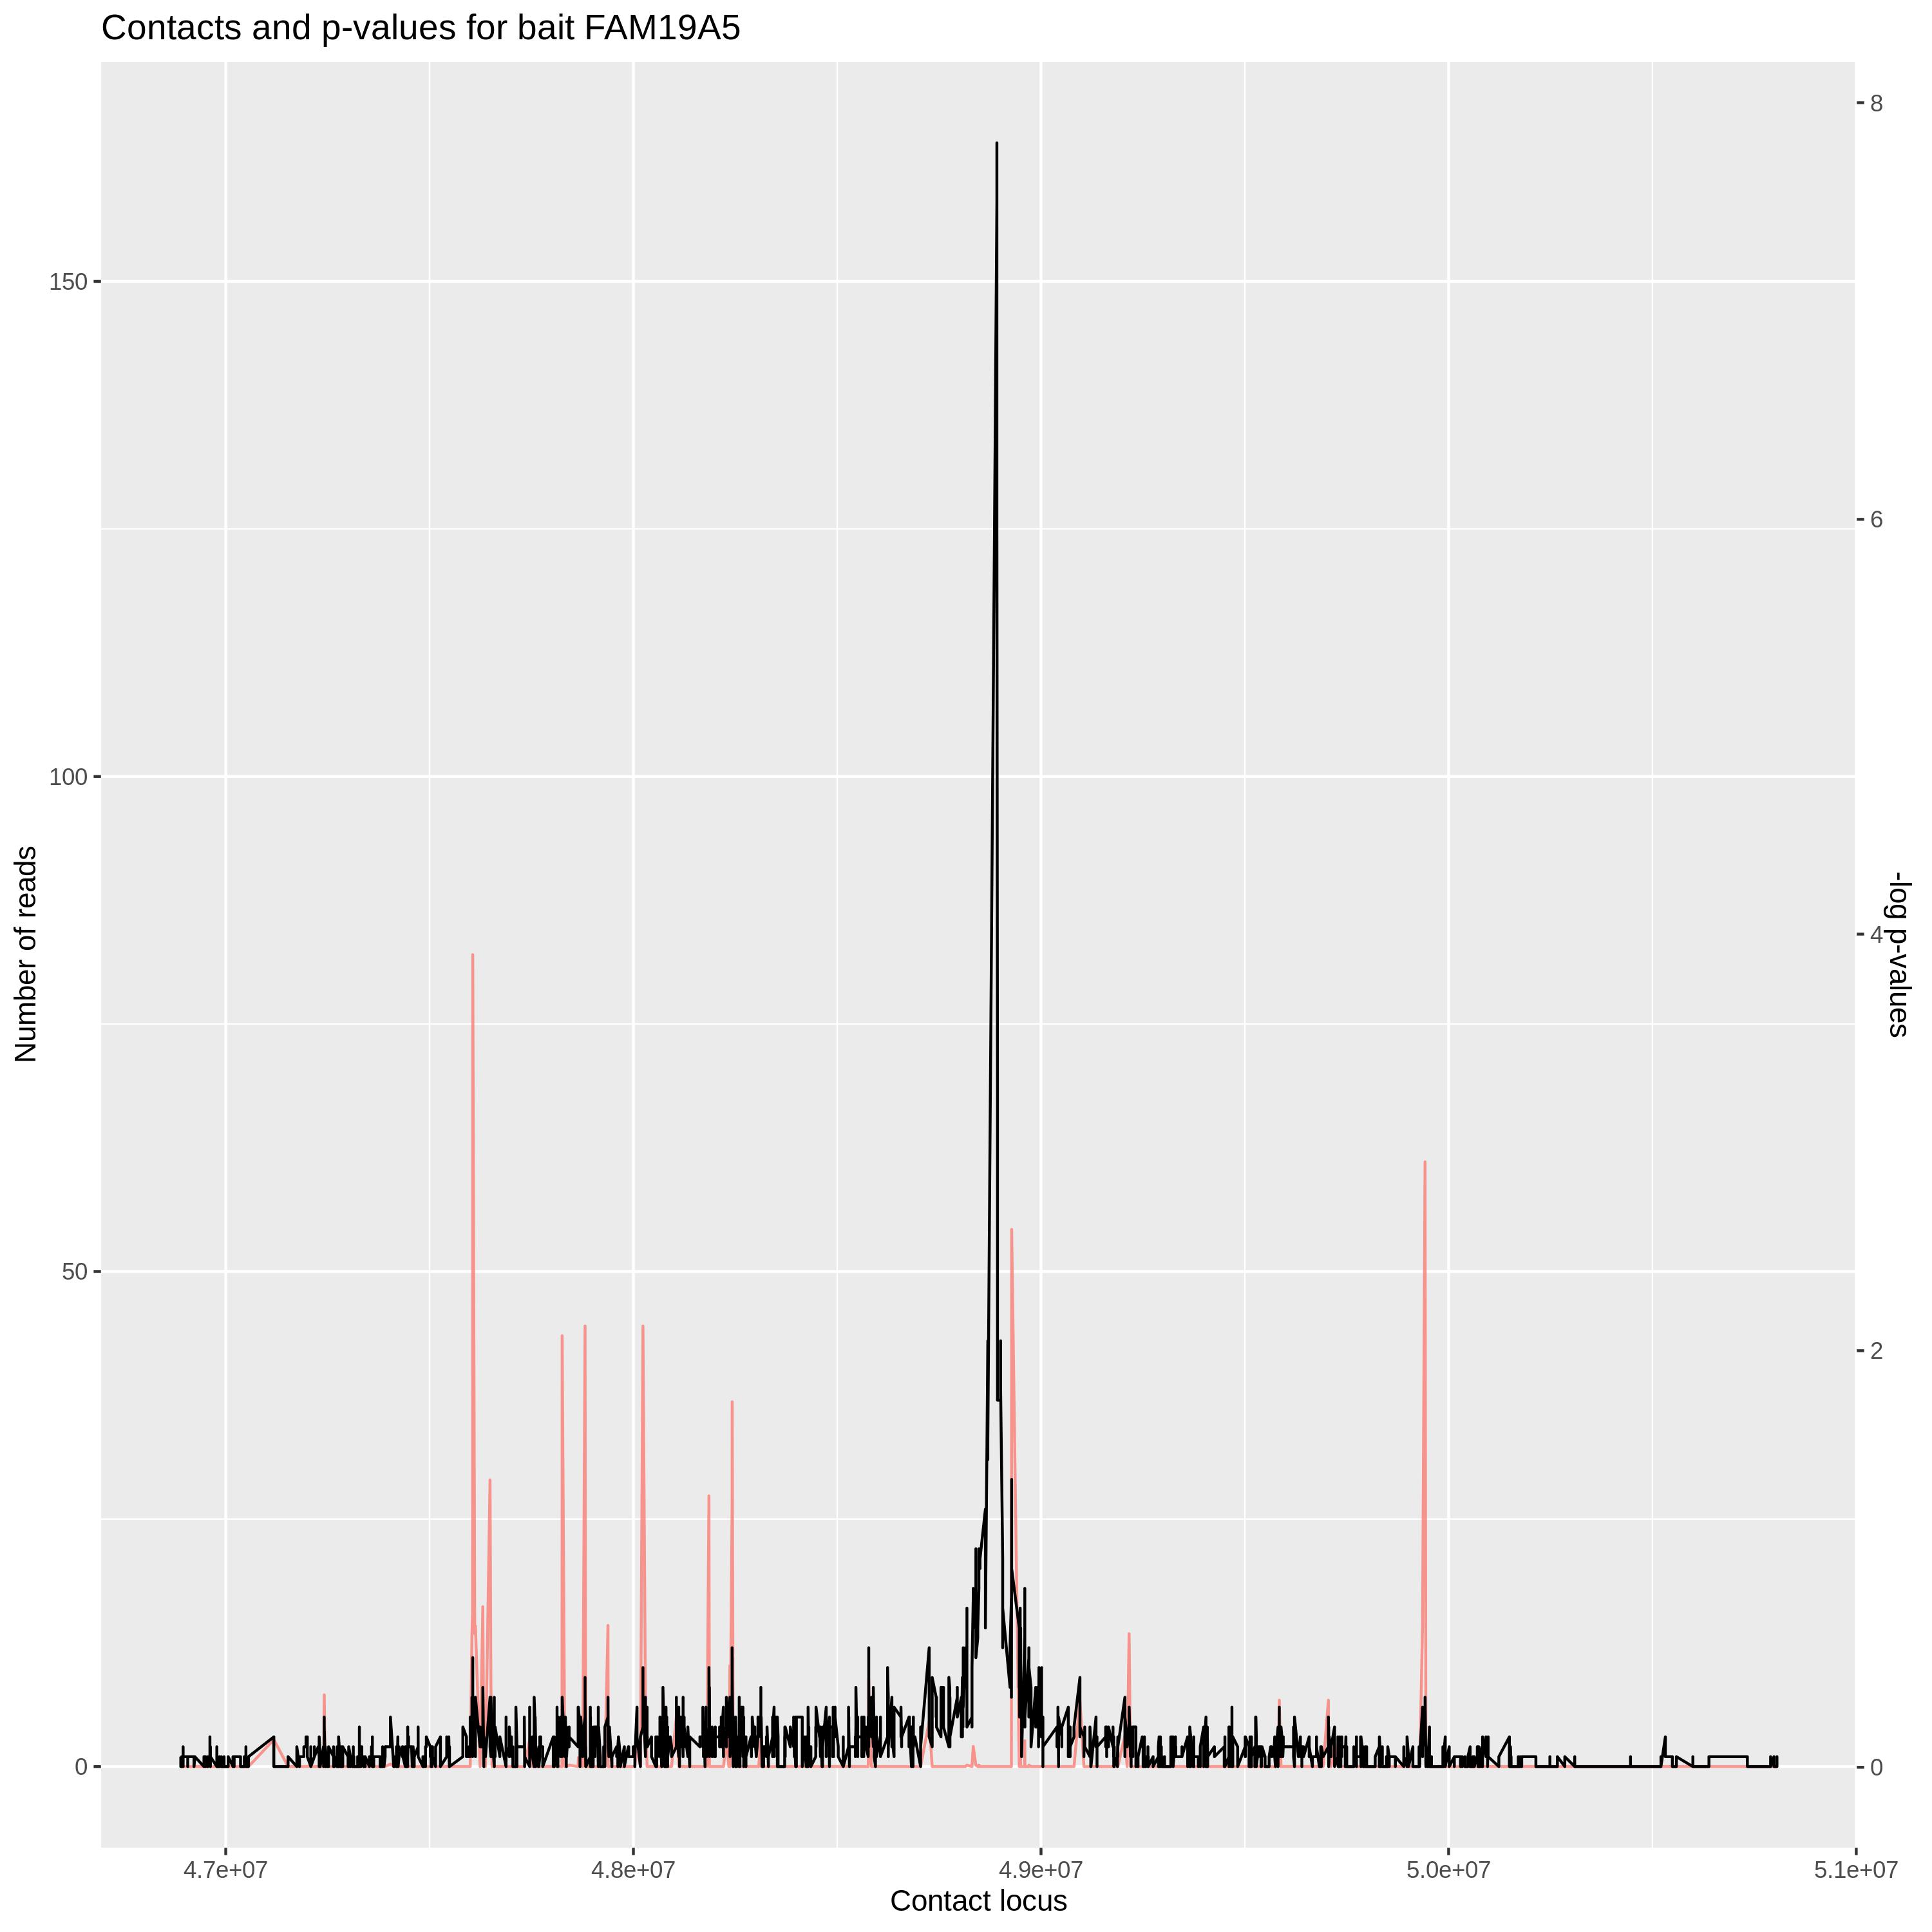 Contacts and p-values for bait FAM19A5
8
150
6
100
Number of reads
-log p-values
4
50
2
0
0
4.7e+07
4.8e+07
4.9e+07
5.0e+07
5.1e+07
Contact locus